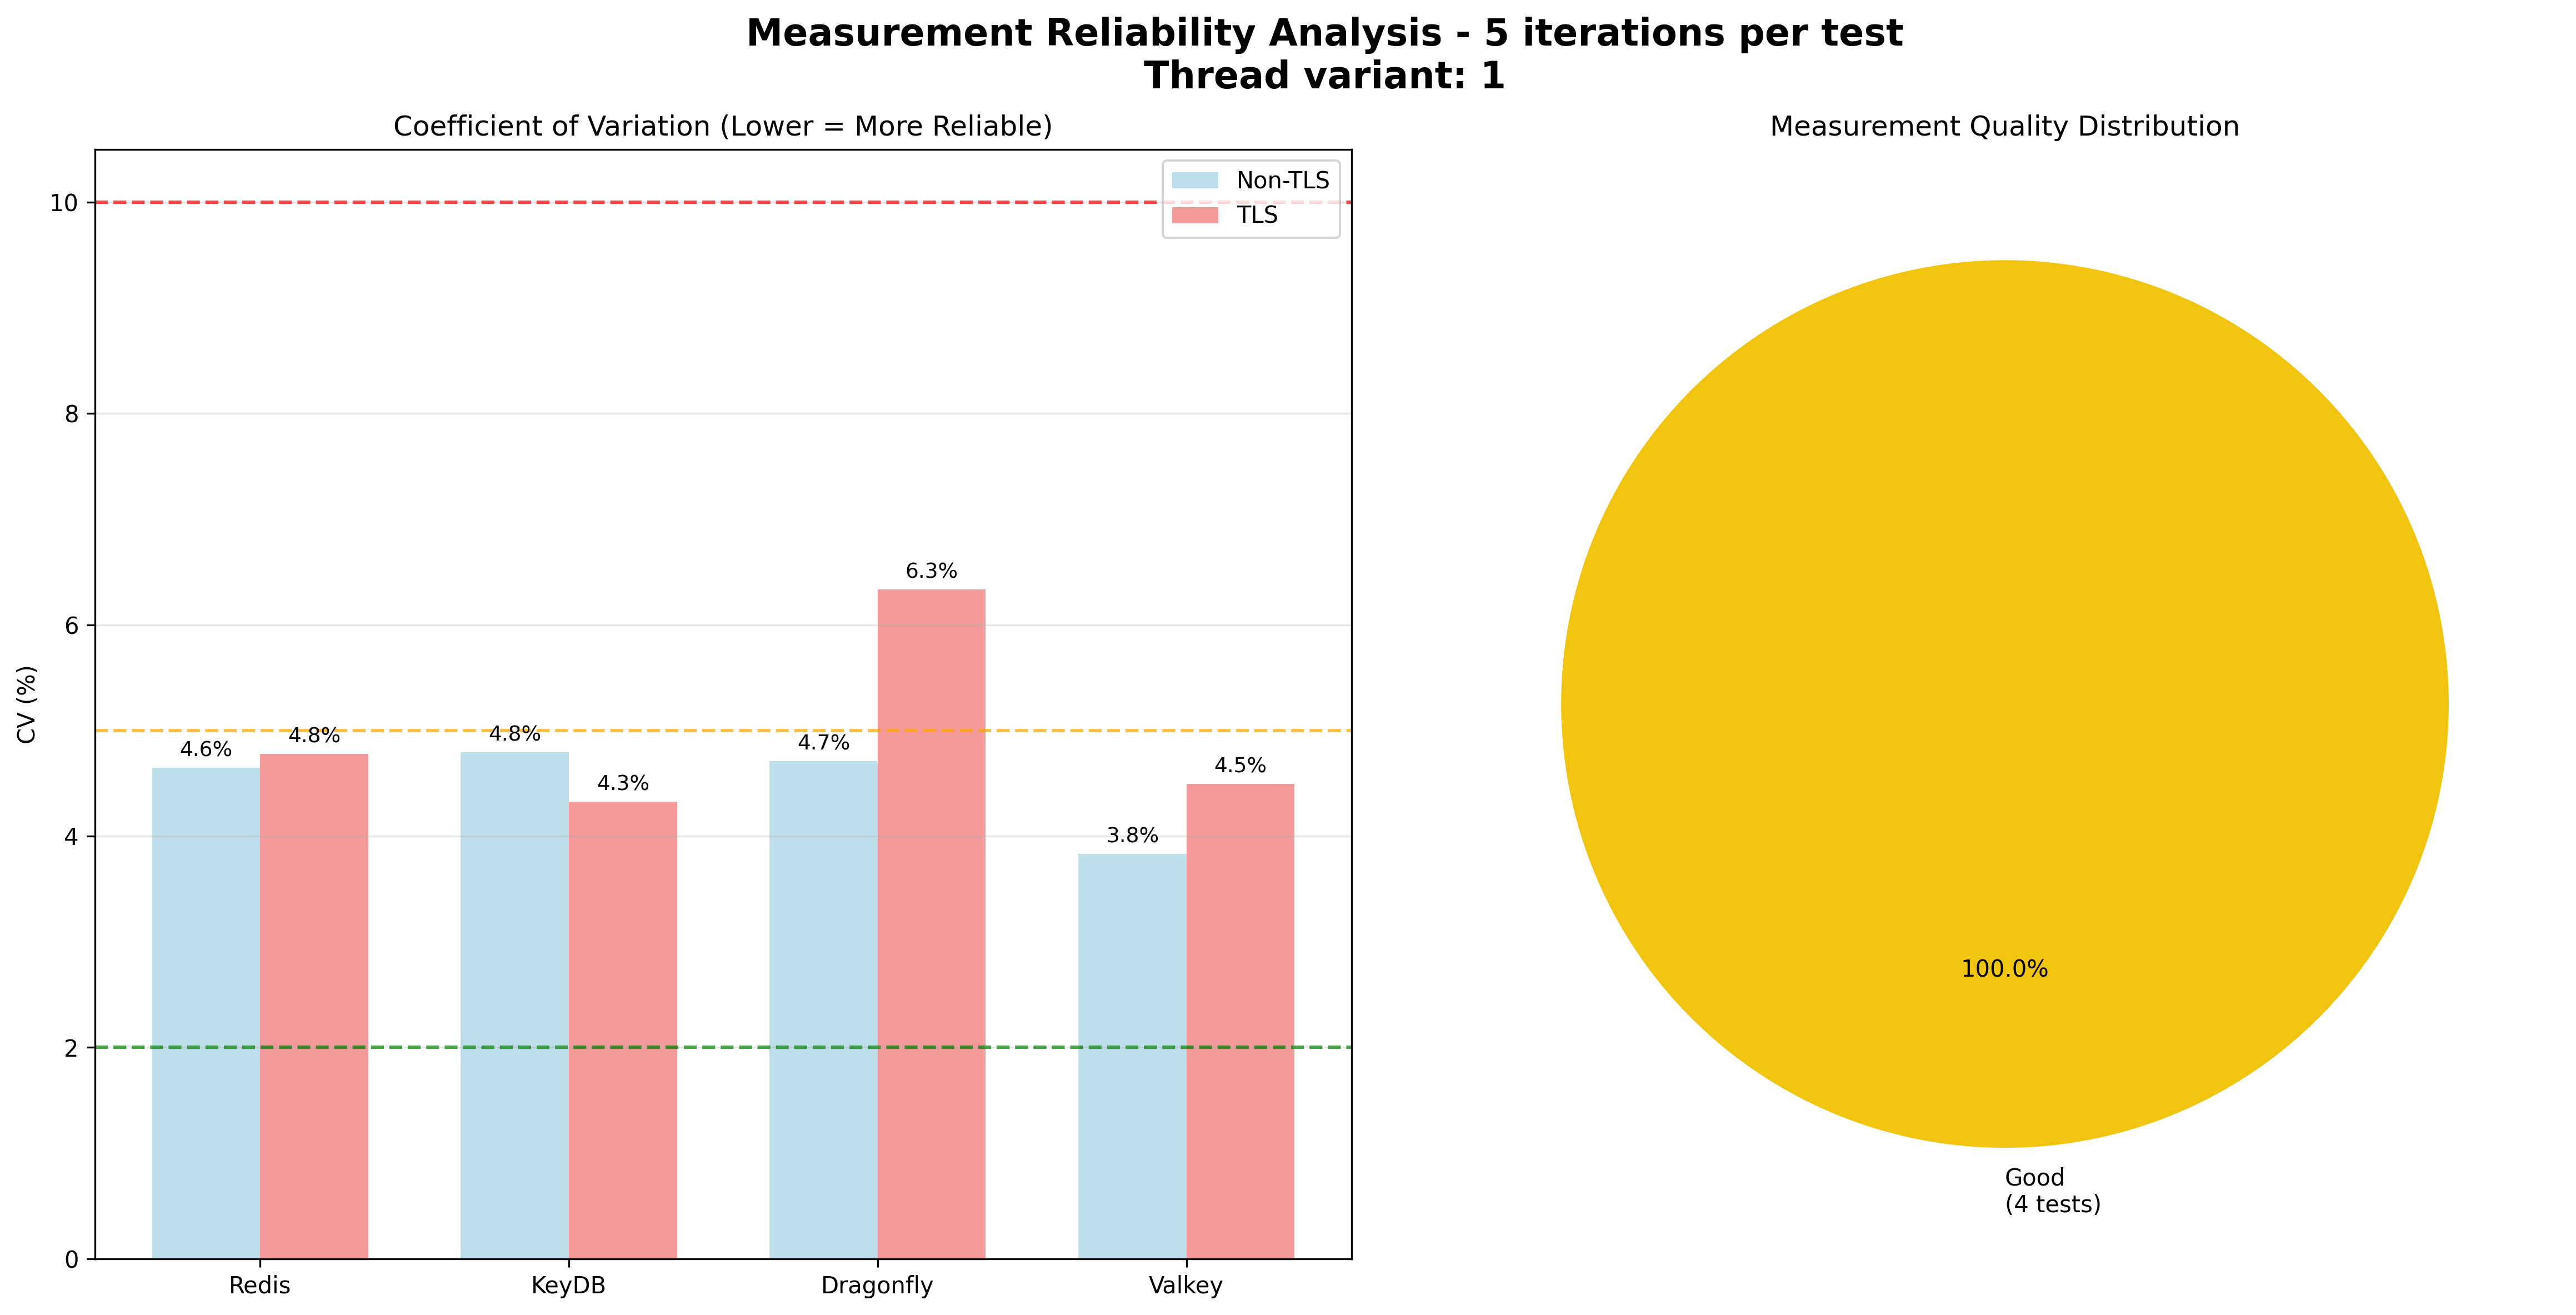 Measurement Reliability Analysis - 5 iterations per test
Thread variant: 1
Coefficient of Variation (Lower = More Reliable)
Non-TLS
TLS
CV (%)
10
8
6
4
2
0
4.6%
4.8%
4.8%
4.3%
4.7%
6.3%
3.8%
4.5%
Redis
KeyDB
Dragonfly
Valkey
Measurement Quality Distribution
100.0%
Good
(4 tests)